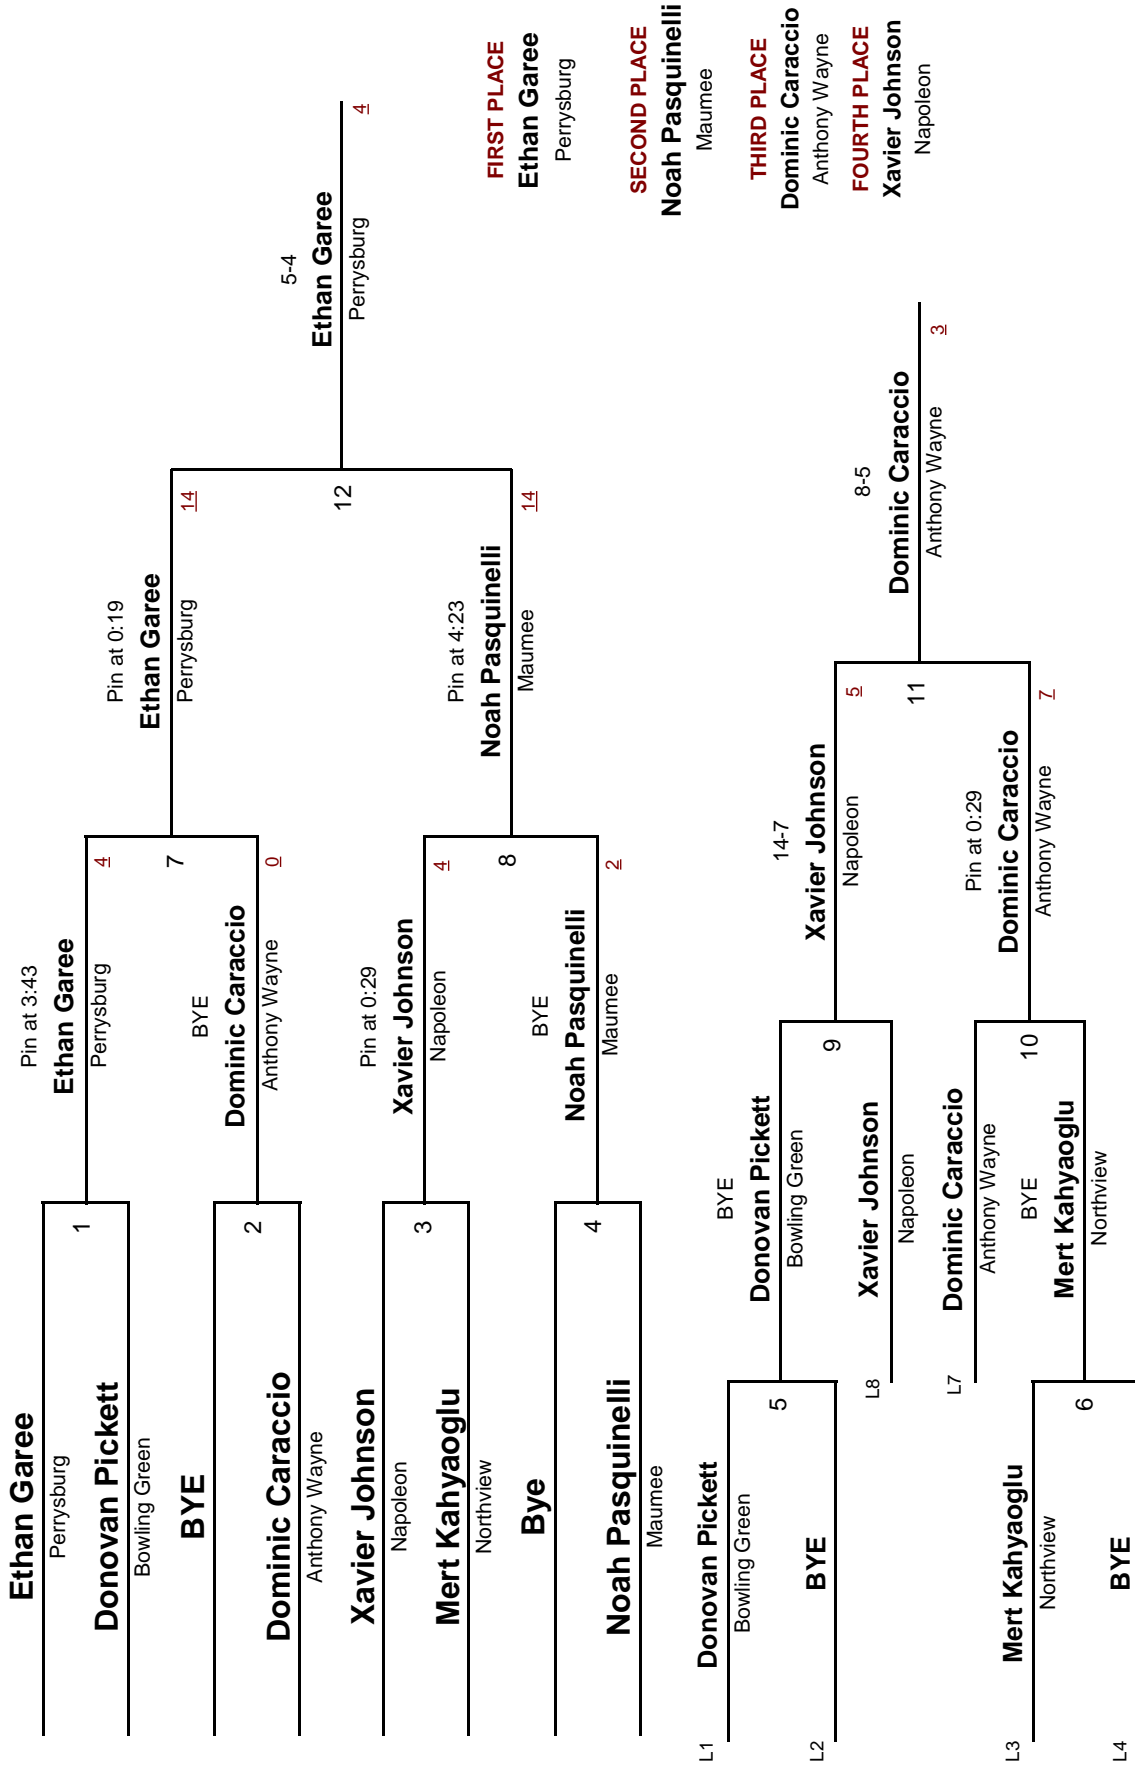 Ethan Garee
Perrysburg
1
Donovan Pickett
Bowling Green
BYE
2
Dominic Caraccio
Anthony Wayne
Xavier Johnson
Napoleon
3
Mert Kahyaoglu
Northview
Bye
4
Noah Pasquinelli
Maumee
Pin at 3:43
Ethan Garee
Perrysburg
4
7
BYE
Dominic Caraccio
Anthony Wayne
0
Pin at 0:29
Xavier Johnson
Napoleon
4
8
BYE
Noah Pasquinelli
Maumee
2
Pin at 0:19
Ethan Garee
Perrysburg
14
12
Pin at 4:23
Noah Pasquinelli
Maumee
14
5-4
Ethan Garee
Perrysburg
4
FIRST PLACE
Ethan Garee
Perrysburg
SECOND PLACE
Noah Pasquinelli
Maumee
THIRD PLACE
Dominic Caraccio
Anthony Wayne
FOURTH PLACE
Xavier Johnson
Napoleon
L1
Donovan Pickett
Bowling Green
5
L2
BYE
L3
Mert Kahyaoglu
Northview
6
L4
BYE
BYE
Donovan Pickett
Bowling Green
9
L8
Xavier Johnson
Napoleon
L7
Dominic Caraccio
Anthony Wayne
10
BYE
Mert Kahyaoglu
Northview
14-7
Xavier Johnson
Napoleon
5
11
Pin at 0:29
Dominic Caraccio
Anthony Wayne
7
8-5
Dominic Caraccio
Anthony Wayne
3